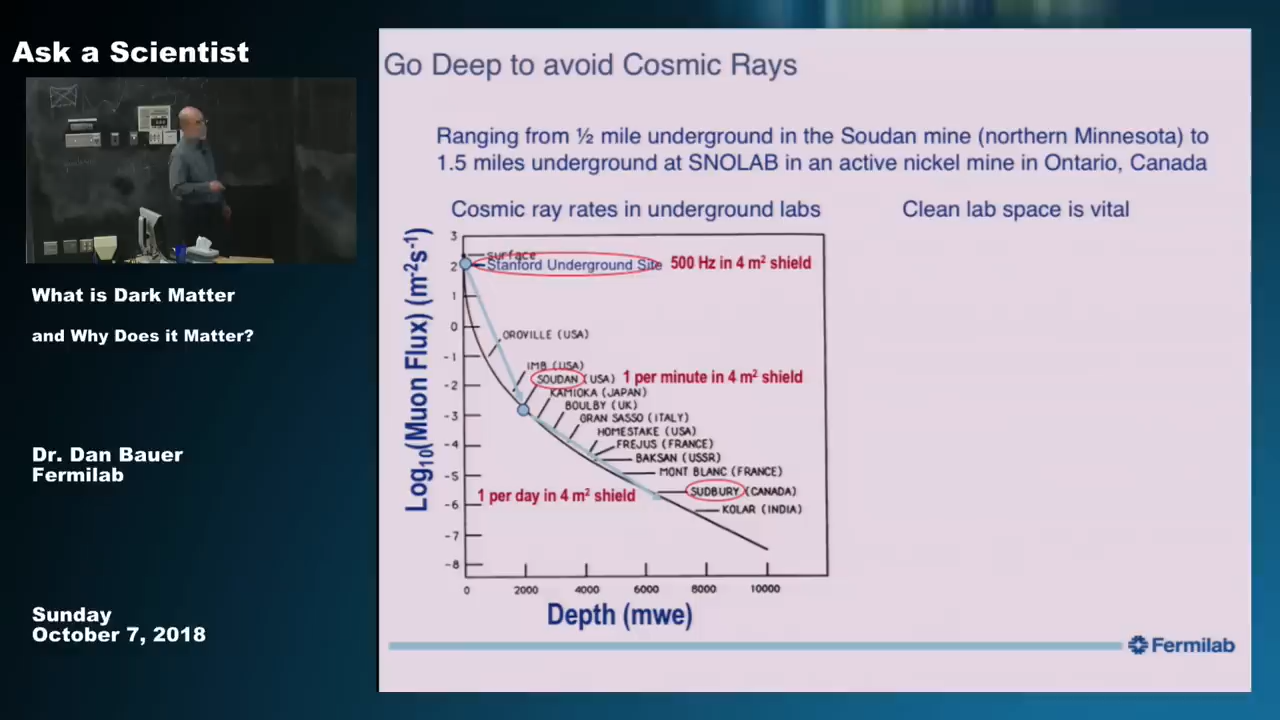 Ask a Scientist
What is Dark Matter
and Why Does it Matter?
Dr. Dan Bauer
Fermilab
Sunday
October 7, 2018
Go Deep to avoid Cosmic Rays
Ranging from ½ mile underground in the Soudan mine (northern Minnesota) to
1.5 miles underground at SNOLAB in an active nickel mine in Ontario, Canada
Cosmic ray rates in underground labs
Clean lab space is vital
Log10(Muon Flux) (m-2s-1)
3
2
1
0
-1
-2
-3
-4
-5
-6
-7
-8
surface
Stanford Underground Site 500 Hz in 4 m² shield
OROVILLE (USA)
IMB (USA)
SOUDAN (USA) 1 per minute in 4 m² shield
KAMIOKA (JAPAN)
BOULBY (UK)
GRAN SASSO (ITALY)
HOMESTAKE (USA)
FREJUS (FRANCE)
BAKSAN (USSR)
MONT BLANC (FRANCE)
1 per day in 4 m² shield
SUDBURY (CANADA)
KOLAR (INDIA)
0 2000 4000 6000 8000 10000
Depth (mwe)
Fermilab